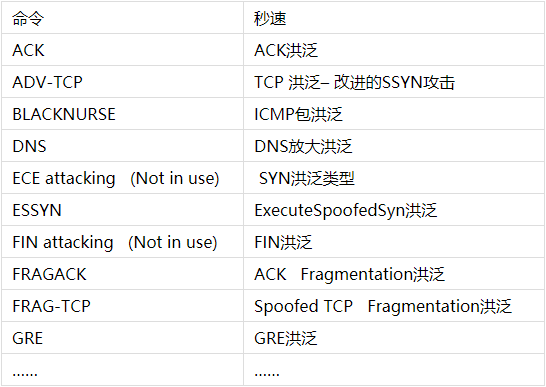 命令 秒速
ACK ACK洪泛
ADV-TCP TCP 洪泛– 改进的SSYN攻击
BLACKNURSE ICMP包洪泛
DNS DNS放大洪泛
ECE attacking (Not in use) SYN洪泛类型
ESSYN ExecuteSpoofedSyn洪泛
FIN attacking (Not in use) FIN洪泛
FRAGACK ACK Fragmentation洪泛
FRAG-TCP Spoofed TCP Fragmentation洪泛
GRE GRE洪泛
...... ......